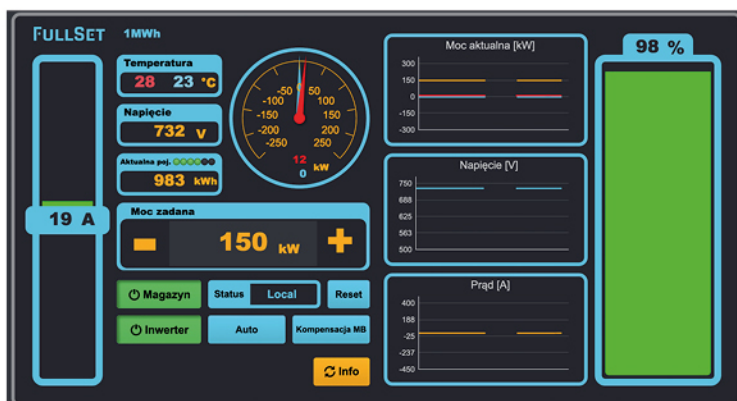 FULLSET 1MWh
Temperatura
28 23 °C
Napięcie
732 V
Aktualna poj.
983 kWh
19 A
-50 50
-100 100
-150 150
-200 200
-250 250
12
0 kW
Moc zadana
- 150 kW +
Magazyn
Status Local
Reset
Inwerter
Auto
Kompensacja MB
Info
Moc aktualna [kW]
300
150
0
-150
-300
Napięcie [V]
750
688
625
563
500
Prąd [A]
400
188
-25
-237
-450
98 %